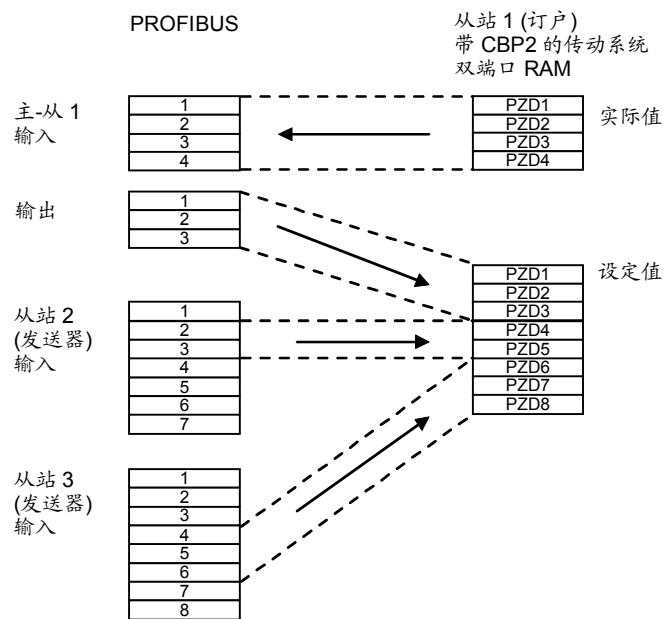 PROFIBUS
从站 1 (订户)
带 CBP2 的传动系统
双端口 RAM
主-从 1
输入
1
2
3
4
PZD1
PZD2
PZD3
PZD4
实际值
输出
1
2
3
PZD1
PZD2
PZD3
PZD4
PZD5
PZD6
PZD7
PZD8
设定值
从站 2
(发送器)
输入
1
2
3
4
5
6
7
从站 3
(发送器)
输入
1
2
3
4
5
6
7
8